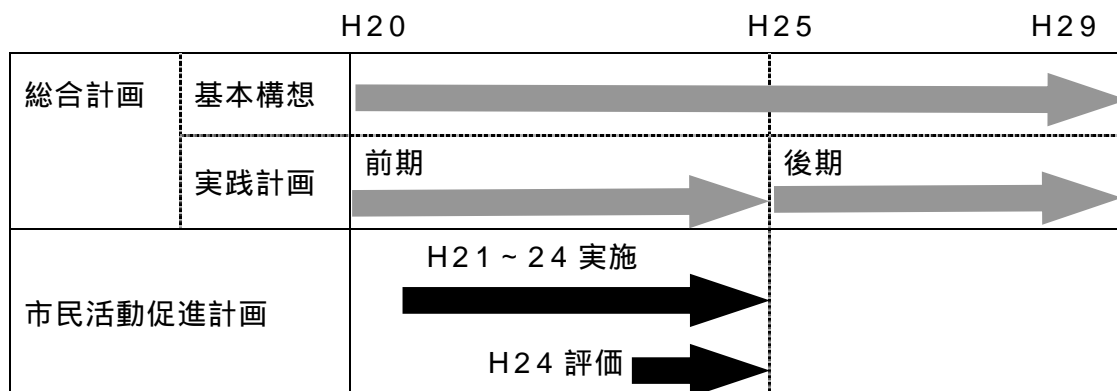 H20 H25 H29
総合計画 基本構想
実践計画 前期 後期
H21~24 実施
市民活動促進計画
H24 評価